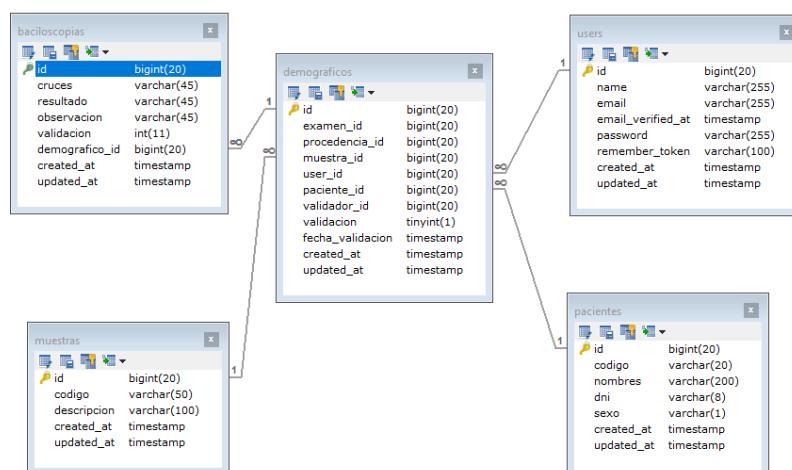 baciloscopias
x
id bigint(20)
cruces varchar(45)
resultado varchar(45)
observacion varchar(45)
validacion int(11)
demografico_id bigint(20)
created_at timestamp
updated_at timestamp
demograficos
x
id bigint(20)
examen_id bigint(20)
procedencia_id bigint(20)
muestra_id bigint(20)
user_id bigint(20)
paciente_id bigint(20)
validador_id bigint(20)
validacion tinyint(1)
fecha_validacion timestamp
created_at timestamp
updated_at timestamp
users
x
id bigint(20)
name varchar(255)
email varchar(255)
email_verified_at timestamp
password varchar(255)
remember_token varchar(100)
created_at timestamp
updated_at timestamp
muestras
x
id bigint(20)
codigo varchar(50)
descripcion varchar(100)
created_at timestamp
updated_at timestamp
pacientes
x
id bigint(20)
codigo varchar(20)
nombres varchar(200)
dni varchar(8)
sexo varchar(1)
created_at timestamp
updated_at timestamp
1
∞
∞
1
1
∞
∞
1